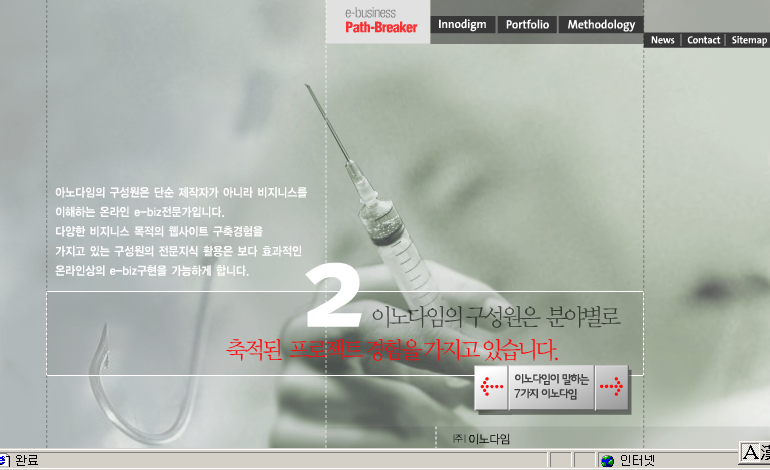 e-business
Path-Breaker
Innodigm
Portfolio
Methodology
News
Contact
Sitemap
아노다임의 구성원은 단순 제작자가 아니라 비지니스를
이해하는 온라인 e-biz전문가입니다.
다양한 비지니스 목적의 웹사이트 구축경험을
가지고 있는 구성원의 전문지식 활용은 보다 효과적인
온라인상의 e-biz구현을 가능하게 합니다.
2
이노다임의 구성원은 분야별로
축적된 프로젝트 경험을 가지고 있습니다.
이노다임이 말하는
7가지 이노다임
(주) 이노다임
완료
인터넷
A漢